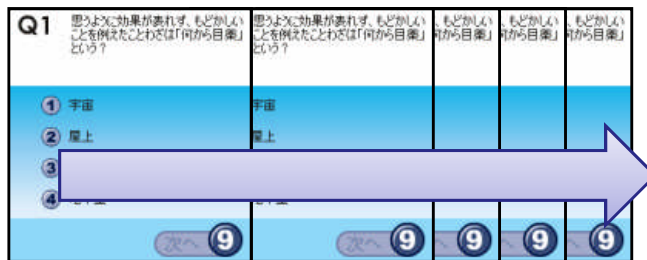 Q1
思うように効果が表れず、もどかしい
ことを例えたことわざは「何から目薬」
という?
思うように効果が表れず、もどかしい
ことを例えたことわざは「何から目薬」
という?
、もどかしい
何から目薬」
、もどかしい
何から目薬」
、もどかしい
何から目薬」
1 宇宙
宇宙
2 屋上
屋上
3
4
次へ 9
次へ 9
へ 9
へ 9
へ 9